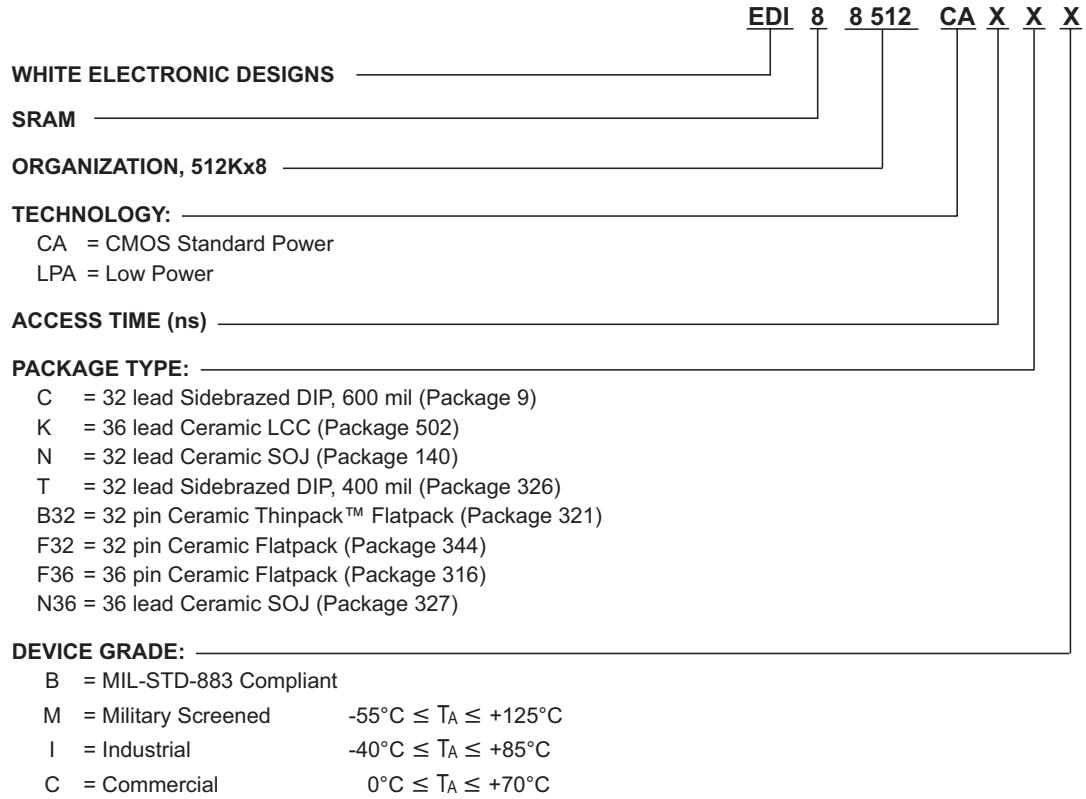 EDI 8 8 512 CA X X X
WHITE ELECTRONIC DESIGNS
SRAM
ORGANIZATION, 512Kx8
TECHNOLOGY:
CA = CMOS Standard Power
LPA = Low Power
ACCESS TIME (ns)
PACKAGE TYPE:
C = 32 lead Sidebrazed DIP, 600 mil (Package 9)
K = 36 lead Ceramic LCC (Package 502)
N = 32 lead Ceramic SOJ (Package 140)
T = 32 lead Sidebrazed DIP, 400 mil (Package 326)
B32 = 32 pin Ceramic Thinpack™ Flatpack (Package 321)
F32 = 32 pin Ceramic Flatpack (Package 344)
F36 = 36 pin Ceramic Flatpack (Package 316)
N36 = 36 lead Ceramic SOJ (Package 327)
DEVICE GRADE:
B = MIL-STD-883 Compliant
M = Military Screened -55°C ≤ TA ≤ +125°C
I = Industrial -40°C ≤ TA ≤ +85°C
C = Commercial 0°C ≤ TA ≤ +70°C